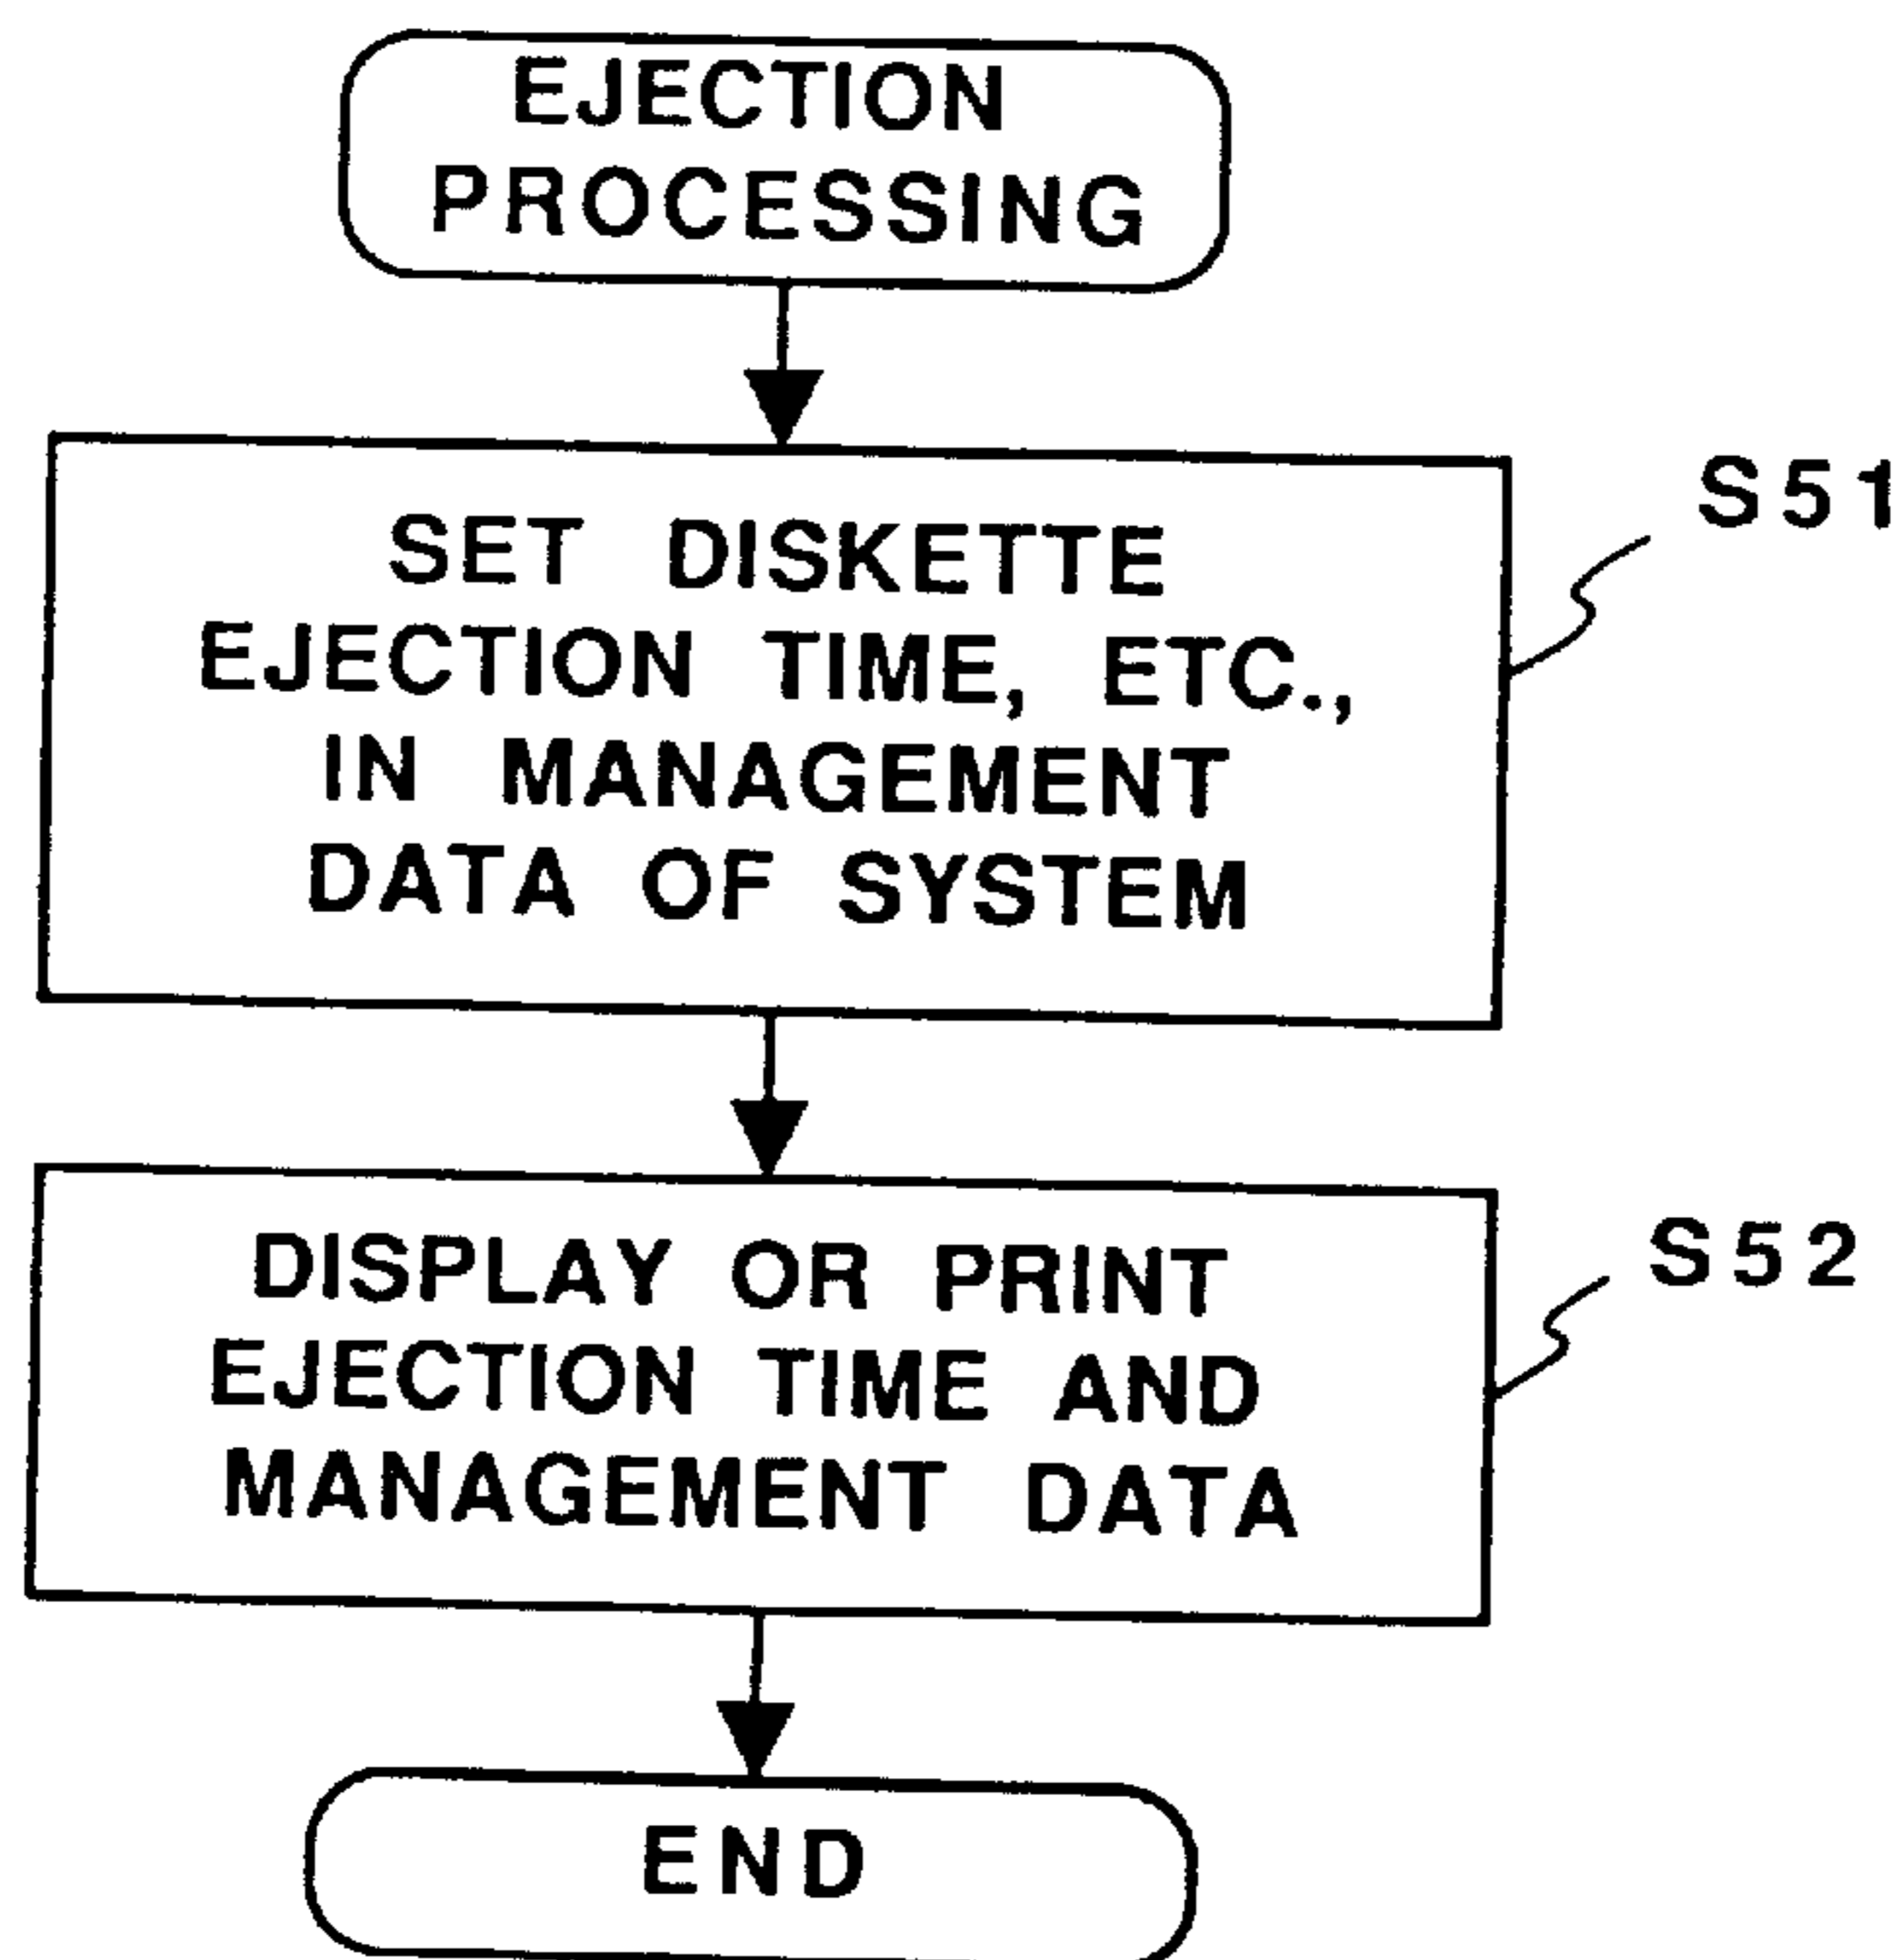 EJECTION
PROCESSING
S51
SET DISKETTE
EJECTION TIME, ETC.,
IN MANAGEMENT
DATA OF SYSTEM
S52
DISPLAY OR PRINT
EJECTION TIME AND
MANAGEMENT DATA
END